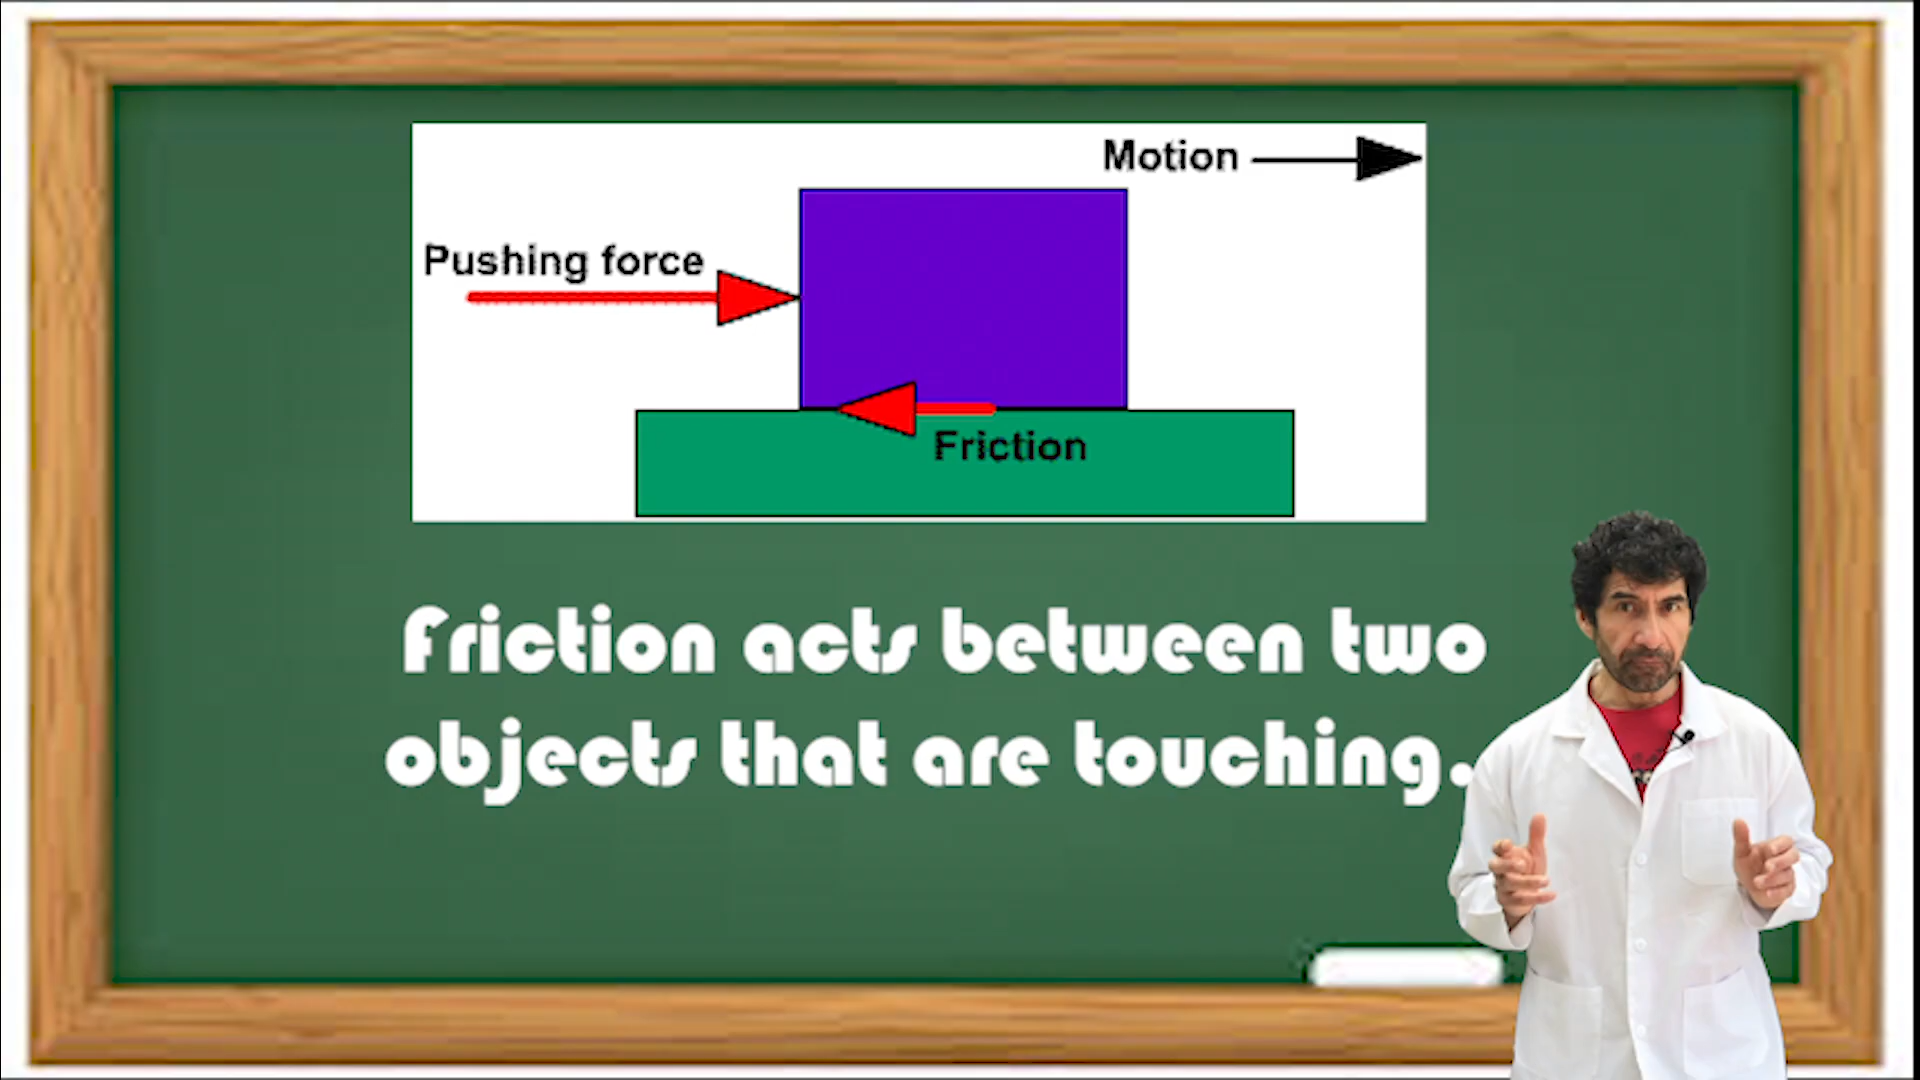 Motion
Pushing force
Friction
Friction acts between two
objects that are touching.